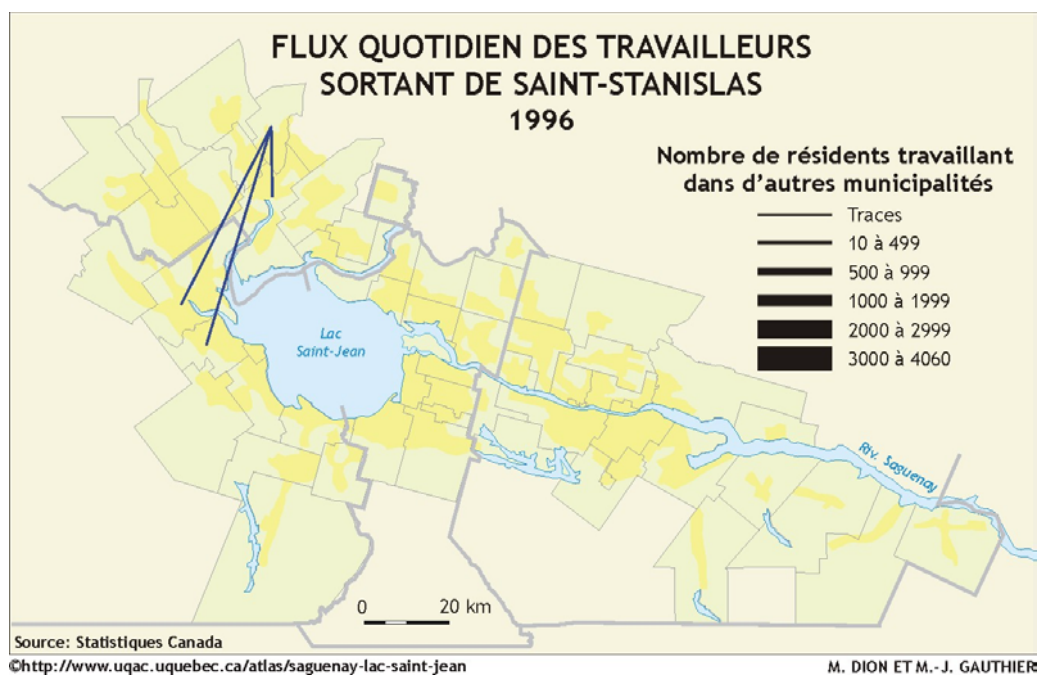 FLUX QUOTIDIEN DES TRAVAILLEURS
SORTANT DE SAINT-STANISLAS
1996
Nombre de résidents travaillant
dans d'autres municipalités
Traces
10 à 499
500 à 999
1000 à 1999
2000 à 2999
3000 à 4060
Lac
Saint-Jean
Riv. Saguenay
0 20 km
Source: Statistiques Canada
©http://www.uqac.uquebec.ca/atlas/saguenay-lac-saint-jean
M. DION ET M.-J. GAUTHIER